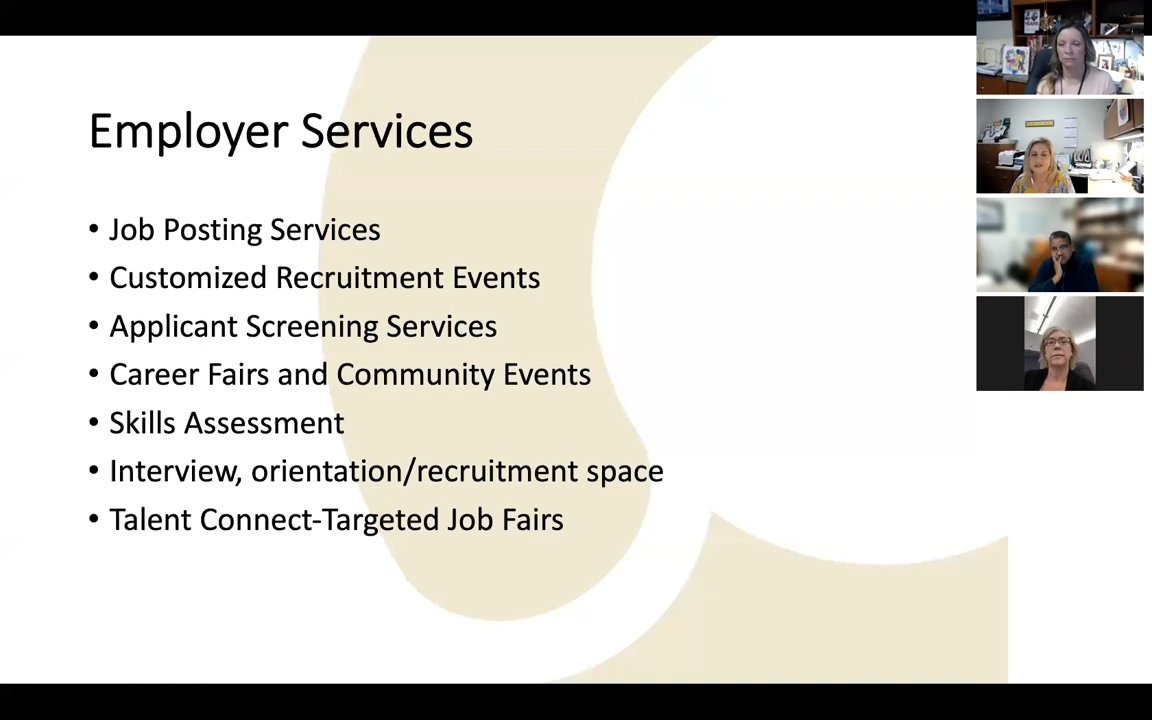 Employer Services
• Job Posting Services
• Customized Recruitment Events
• Applicant Screening Services
• Career Fairs and Community Events
• Skills Assessment
• Interview, orientation/recruitment space
• Talent Connect-Targeted Job Fairs